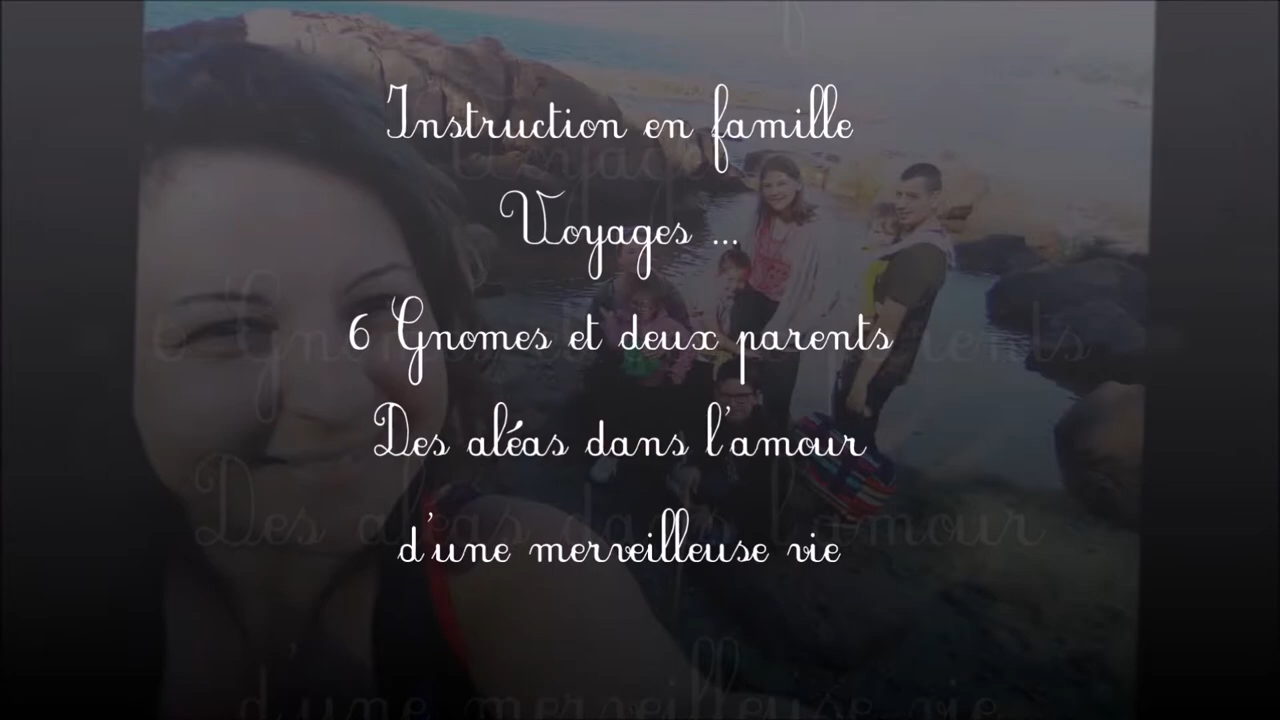 Instruction en famille
Voyages ...
6 Gnomes et deux parents
Des aléas dans l'amour
d'une merveilleuse vie